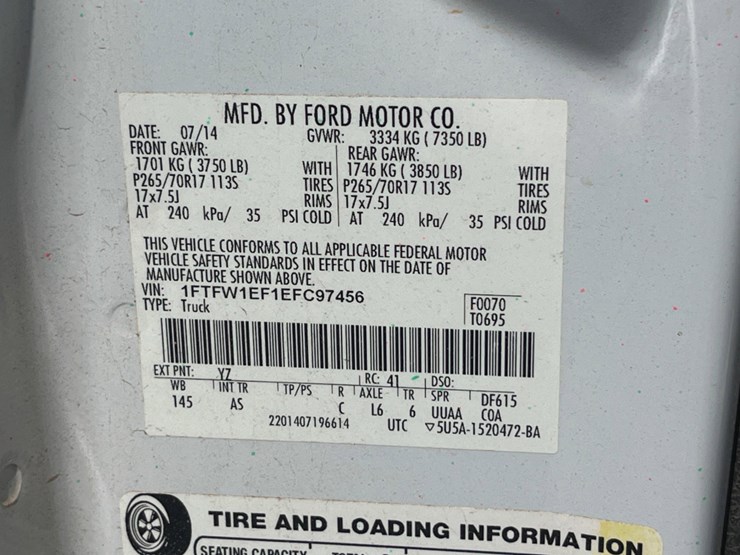 MFD. BY FORD MOTOR CO.
DATE: 07/14 GVWR: 3334 KG ( 7350 LB)
FRONT GAWR: REAR GAWR:
1701 KG ( 3750 LB) WITH 1746 KG ( 3850 LB) WITH
P265/70R17 113S TIRES P265/70R17 113S TIRES
17x7.5J RIMS 17x7.5J RIMS
AT 240 kPa/ 35 PSI COLD AT 240 kPa/ 35 PSI COLD
THIS VEHICLE CONFORMS TO ALL APPLICABLE FEDERAL MOTOR
VEHICLE SAFETY STANDARDS IN EFFECT ON THE DATE OF
MANUFACTURE SHOWN ABOVE.
VIN: 1FTFW1EF1EFC97456 F0070
TYPE: Truck T0695
EXT PNT: YZ RC: 41 DSO:
WB INT TR TP/PS R AXLE TR SPR DF615
145 AS C L6 6 UUAA COA
2201407196614 UTC ▽5U5A-1520472-BA
TIRE AND LOADING INFORMATION
SEATING CAPACITY